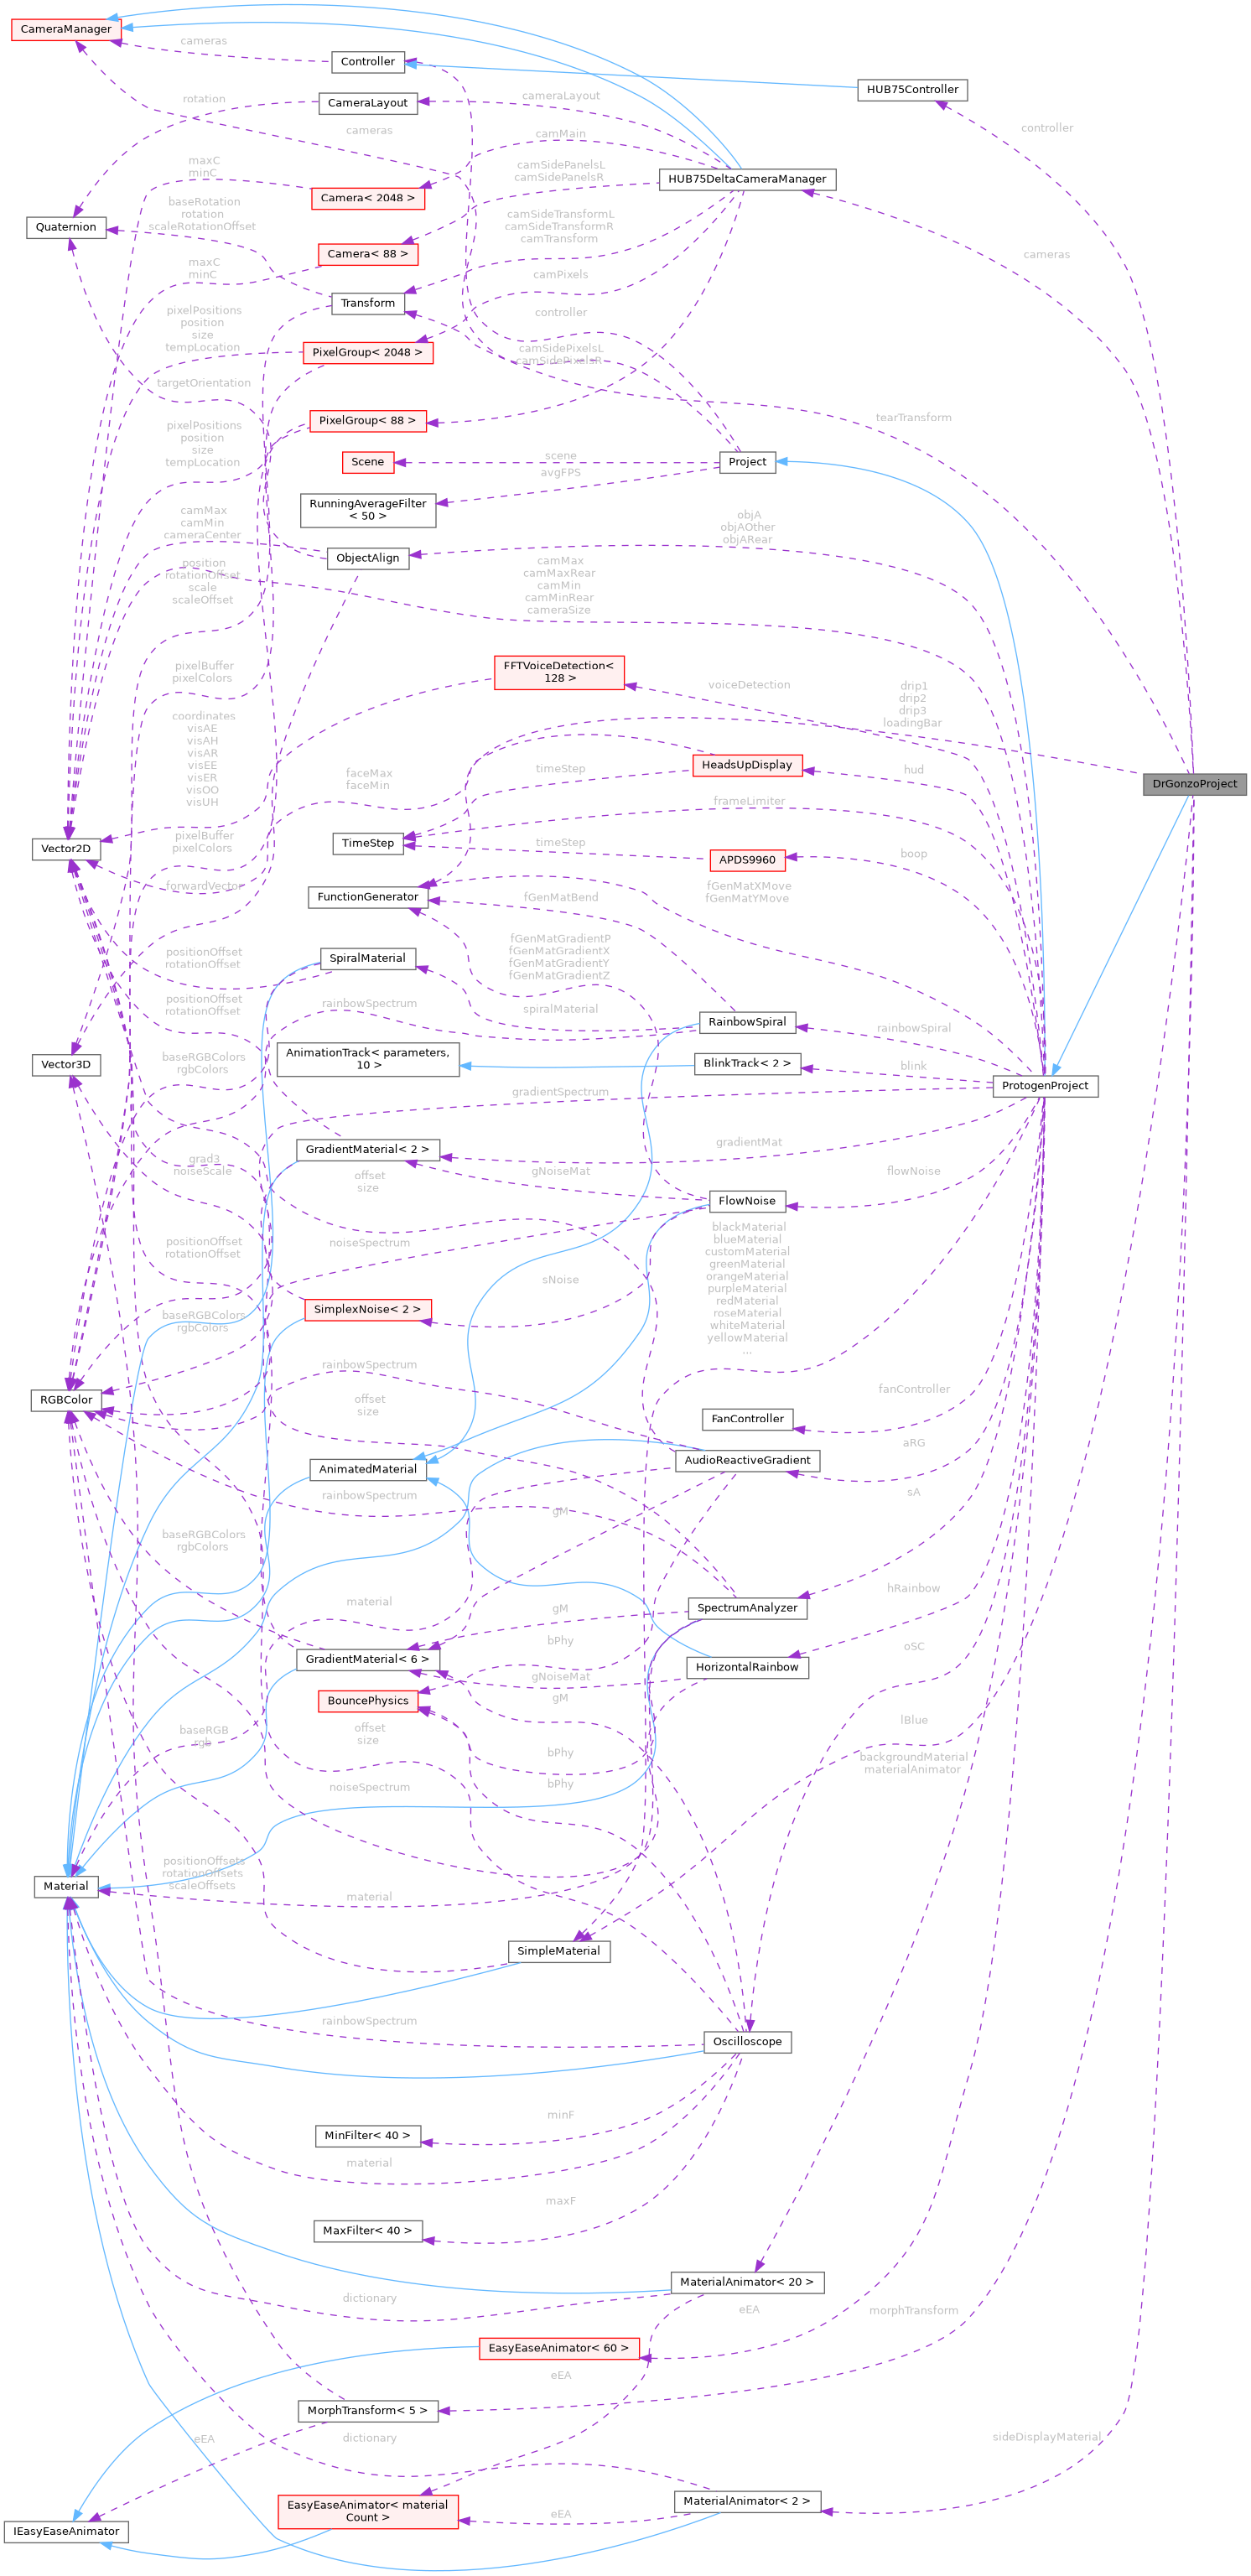 CameraManager
cameras
Controller
HUB75Controller
CameraLayout
rotation
cameraLayout
controller
cameras
camMain
maxC
minC
camSidePanelsL
camSidePanelsR
HUB75DeltaCameraManager
Camera< 2048 >
baseRotation
rotation
scaleRotationOffset
Quaternion
camSideTransformL
camSideTransformR
camTransform
Camera< 88 >
cameras
maxC
minC
camPixels
Transform
pixelPositions
position
size
tempLocation
controller
PixelGroup< 2048 >
camSidePixelsL
camSidePixelsR
targetOrientation
PixelGroup< 88 >
tearTransform
pixelPositions
position
size
tempLocation
Scene
scene
Project
avgFPS
RunningAverageFilter
< 50 >
camMax
camMin
cameraCenter
objA
objAOther
objARear
ObjectAlign
position
rotationOffset
scale
scaleOffset
camMax
camMaxRear
camMin
camMinRear
cameraSize
pixelBuffer
pixelColors
FFTVoiceDetection<
128 >
voiceDetection
drip1
drip2
drip3
loadingBar
coordinates
visAE
visAH
visAR
visEE
visER
visOO
visUH
faceMax
faceMin
timeStep
HeadsUpDisplay
hud
DrGonzoProject
frameLimiter
pixelBuffer
pixelColors
Vector2D
TimeStep
timeStep
APDS9960
boop
forwardVector
FunctionGenerator
fGenMatBend
fGenMatXMove
fGenMatYMove
positionOffset
rotationOffset
SpiralMaterial
fGenMatGradientP
fGenMatGradientX
fGenMatGradientY
fGenMatGradientZ
positionOffset
rotationOffset
rainbowSpectrum
spiralMaterial
RainbowSpiral
rainbowSpiral
Vector3D
baseRGBColors
rgbColors
AnimationTrack< parameters,
10 >
BlinkTrack< 2 >
blink
ProtogenProject
gradientSpectrum
GradientMaterial< 2 >
gradientMat
grad3
noiseScale
offset
size
gNoiseMat
flowNoise
FlowNoise
positionOffset
rotationOffset
noiseSpectrum
blackMaterial
blueMaterial
customMaterial
greenMaterial
orangeMaterial
purpleMaterial
redMaterial
roseMaterial
whiteMaterial
yellowMaterial
...
sNoise
SimplexNoise< 2 >
baseRGBColors
rgbColors
rainbowSpectrum
RGBColor
offset
size
fanController
FanController
aRG
AnimatedMaterial
AudioReactiveGradient
rainbowSpectrum
sA
gM
baseRGBColors
rgbColors
hRainbow
material
gM
SpectrumAnalyzer
bPhy
oSC
GradientMaterial< 6 >
gNoiseMat
HorizontalRainbow
BouncePhysics
gM
baseRGB
rgb
offset
size
lBlue
bPhy
backgroundMaterial
materialAnimator
bPhy
noiseSpectrum
positionOffsets
rotationOffsets
scaleOffsets
Material
material
SimpleMaterial
rainbowSpectrum
Oscilloscope
minF
MinFilter< 40 >
material
maxF
MaxFilter< 40 >
MaterialAnimator< 20 >
dictionary
eEA
morphTransform
EasyEaseAnimator< 60 >
eEA
MorphTransform< 5 >
eEA
dictionary
sideDisplayMaterial
MaterialAnimator< 2 >
EasyEaseAnimator< material
Count >
eEA
IEasyEaseAnimator